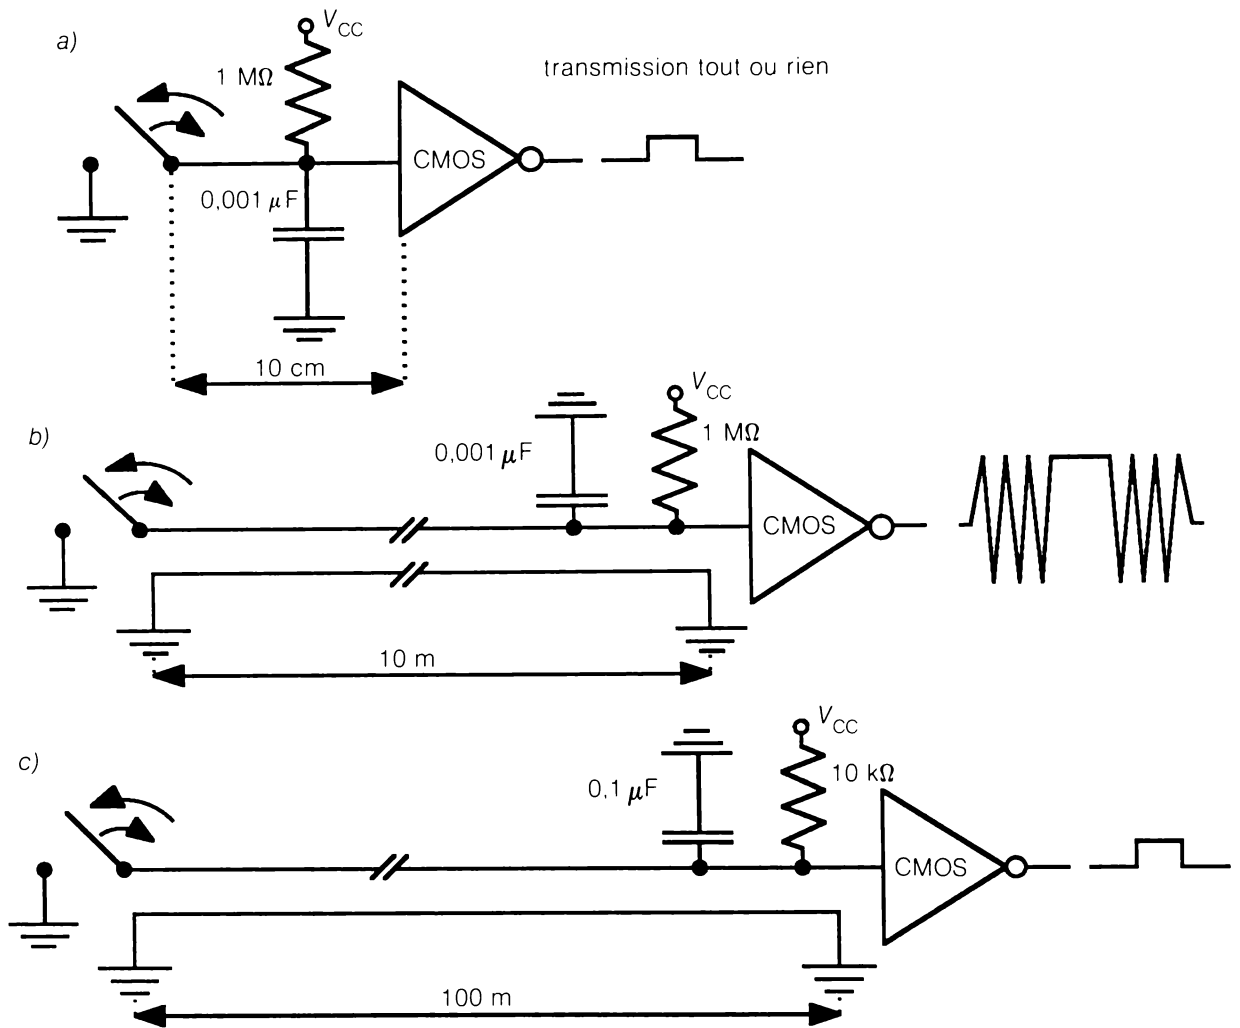 a)
V_CC
1 MΩ
transmission tout ou rien
CMOS
0,001 μF
10 cm
b)
V_CC
1 MΩ
0,001 μF
CMOS
10 m
c)
V_CC
10 kΩ
0.1 μF
CMOS
100 m